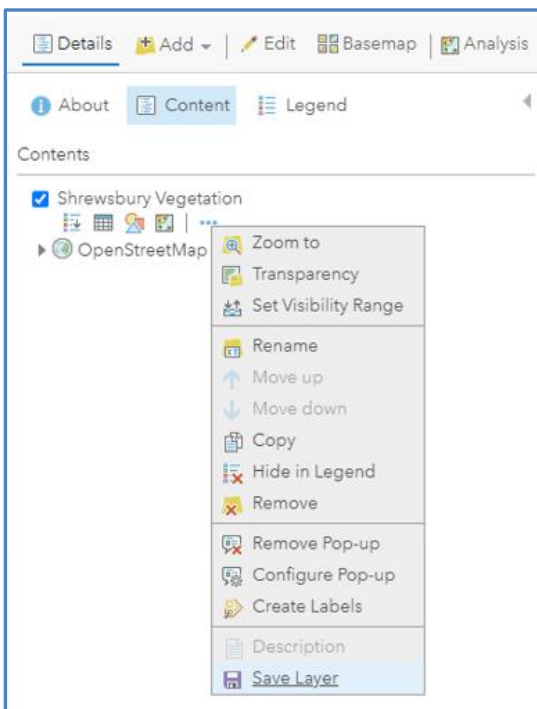 Details Add Edit Basemap Analysis
About Content Legend
Contents
Shrewsbury Vegetation
OpenStreetMap
Zoom to
Transparency
Set Visibility Range
Rename
Move up
Move down
Copy
Hide in Legend
Remove
Remove Pop-up
Configure Pop-up
Create Labels
Description
Save Layer